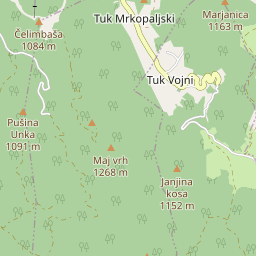 Tuk Mrkopaljski
Marjanica
1163 m
Čelimbaša
1084 m
Tuk Vojni
Pušina
Unka
1091 m
Maj vrh
1268 m
Janjina
kosa
1152 m